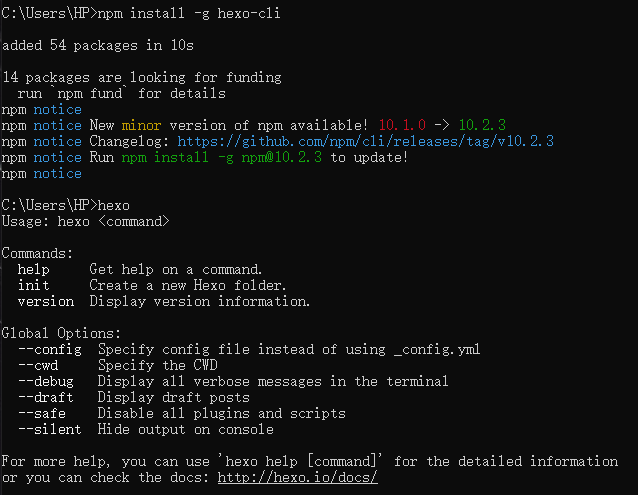 C:\Users\HP>npm install -g hexo-cli
added 54 packages in 10s
14 packages are looking for funding
  run `npm fund` for details
npm notice
npm notice New minor version of npm available! 10.1.0 -> 10.2.3
npm notice Changelog: https://github.com/npm/cli/releases/tag/v10.2.3
npm notice Run npm install -g npm@10.2.3 to update!
npm notice
C:\Users\HP>hexo
Usage: hexo <command>
Commands:
  help     Get help on a command.
  init     Create a new Hexo folder.
  version  Display version information.
Global Options:
  --config  Specify config file instead of using _config.yml
  --cwd     Specify the CWD
  --debug   Display all verbose messages in the terminal
  --draft   Display draft posts
  --safe    Disable all plugins and scripts
  --silent  Hide output on console
For more help, you can use 'hexo help [command]' for the detailed information
or you can check the docs: http://hexo.io/docs/